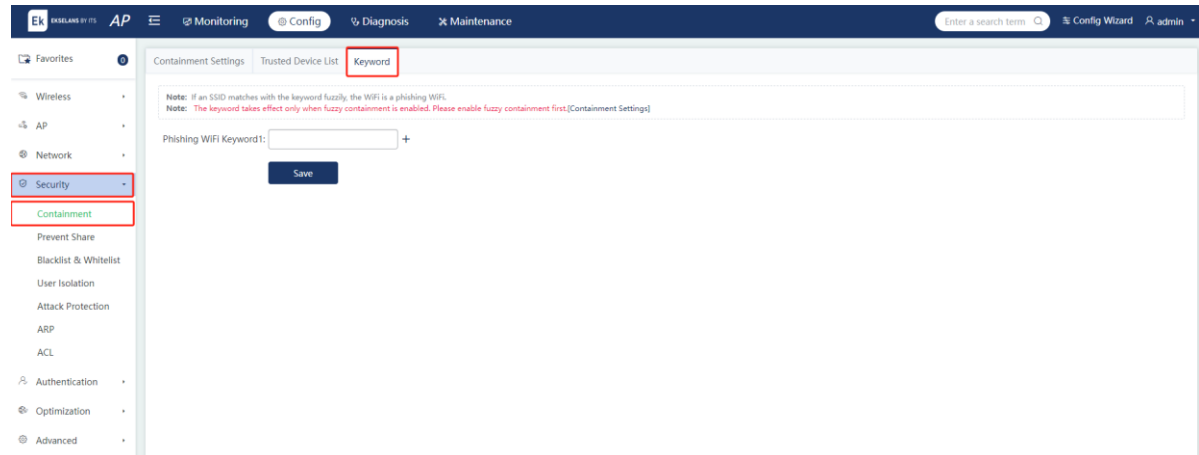 Ek EKSELANS BY ITS AP Monitoring Config Diagnosis Maintenance Enter a search term Config Wizard admin
Favorites 0
Containment Settings Trusted Device List Keyword
Wireless
Note: If an SSID matches with the keyword fuzzily, the WiFi is a phishing WiFi.
Note: The keyword takes effect only when fuzzy containment is enabled. Please enable fuzzy containment first.[Containment Settings]
AP
Phishing WiFi Keyword1: +
Network
Save
Security
Containment
Prevent Share
Blacklist & Whitelist
User Isolation
Attack Protection
ARP
ACL
Authentication
Optimization
Advanced